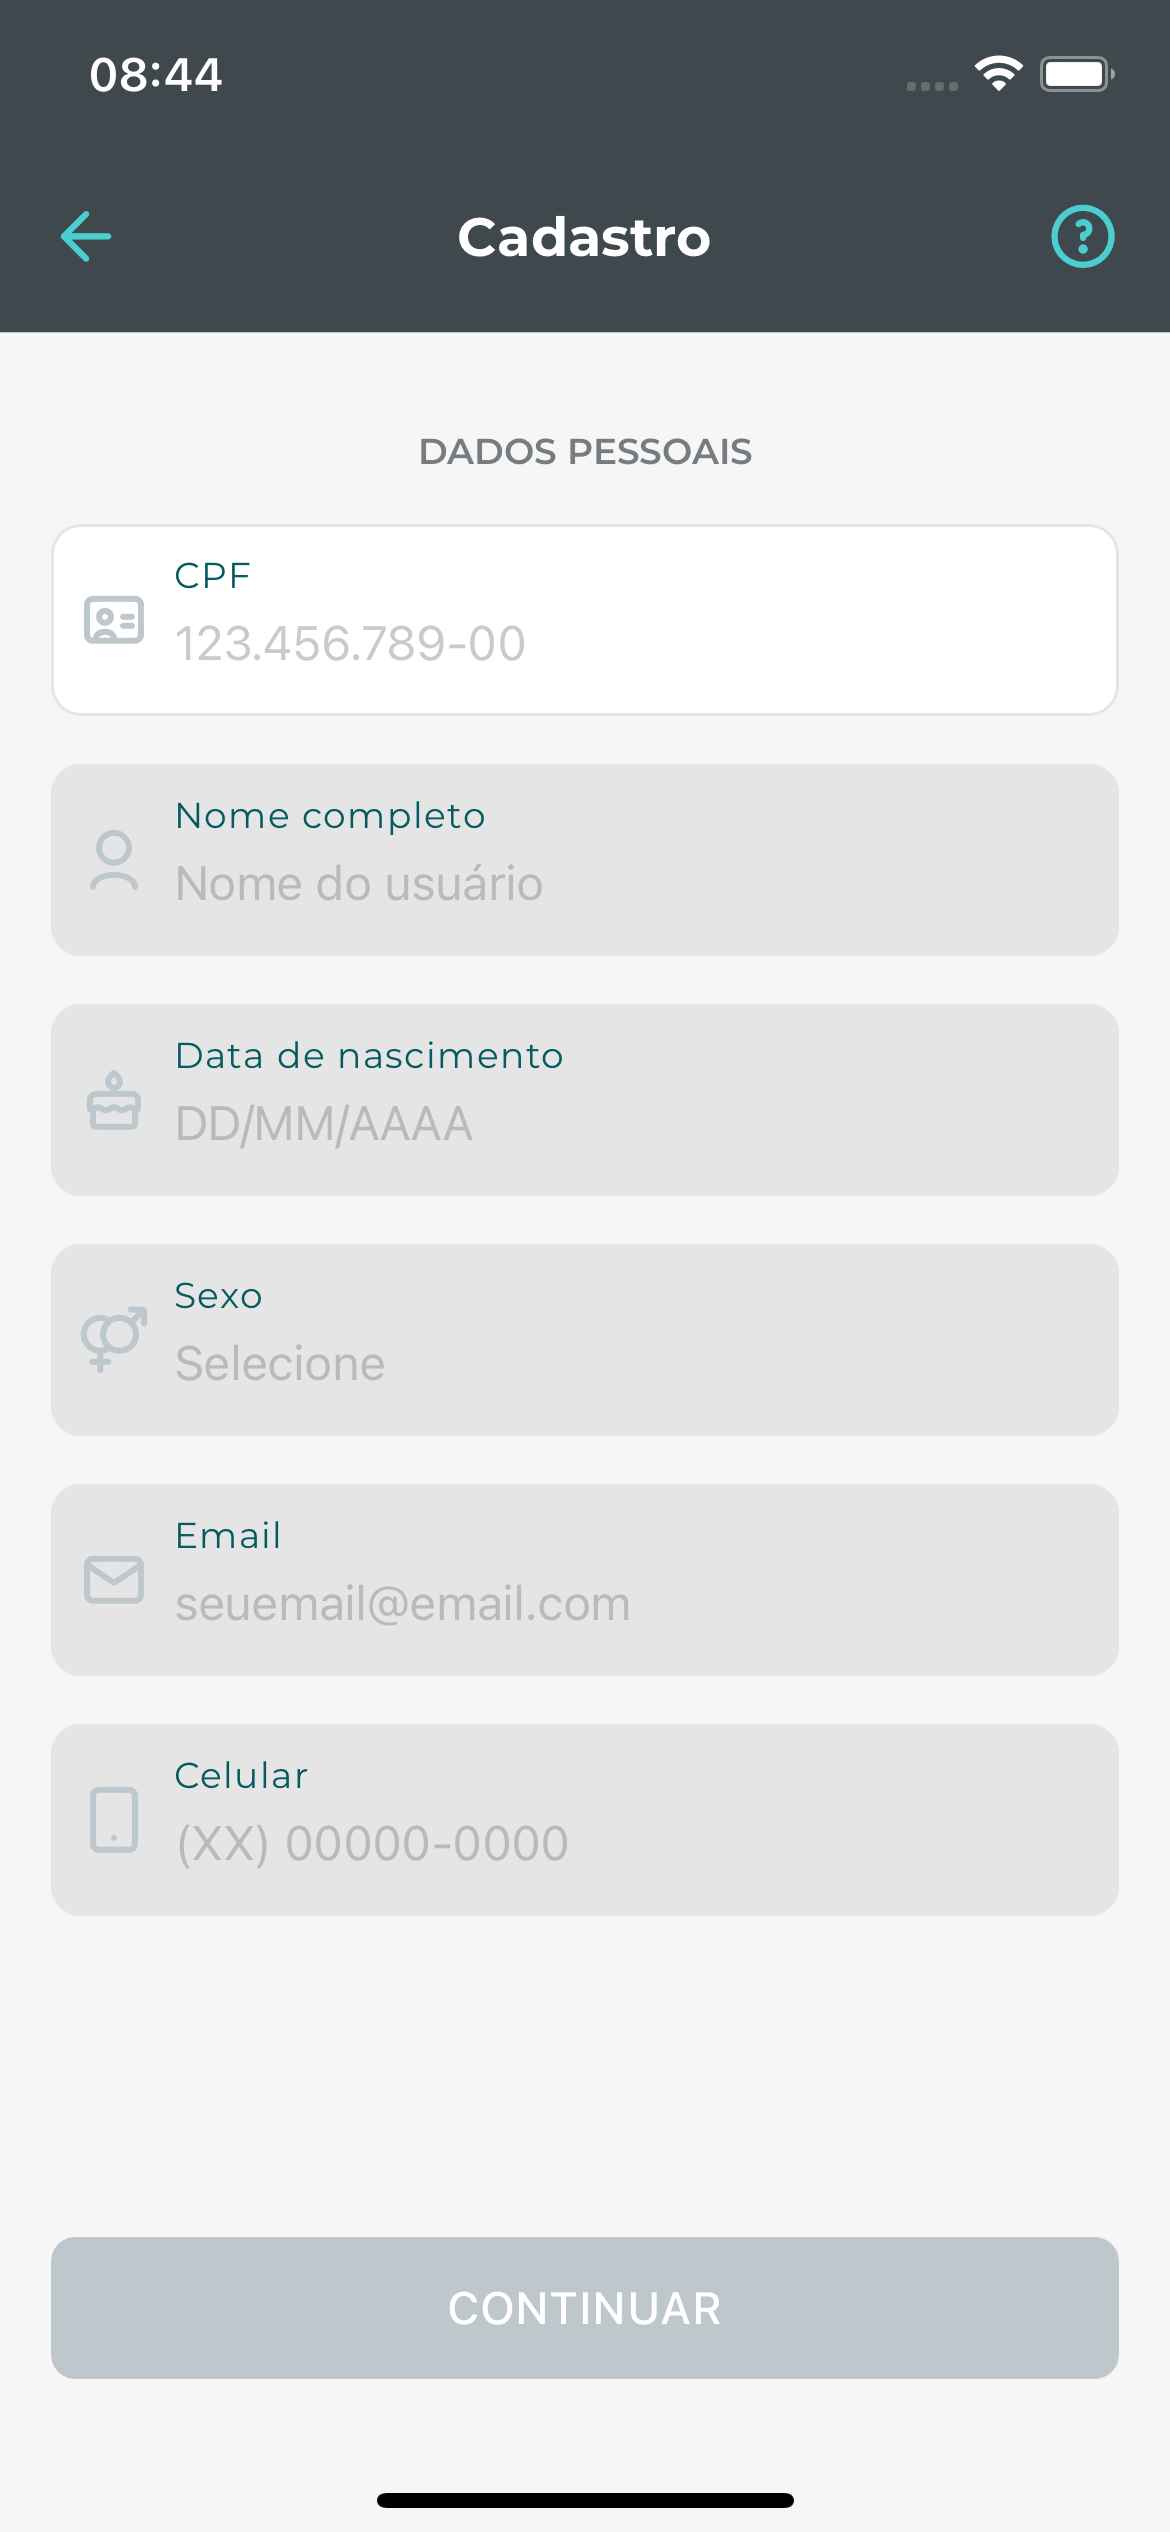 08:44
Cadastro
DADOS PESSOAIS
CPF
123.456.789-00
Nome completo
Nome do usuário
Data de nascimento
DD/MM/AAAA
Sexo
Selecione
Email
seuemail@email.com
Celular
(XX) 00000-0000
CONTINUAR